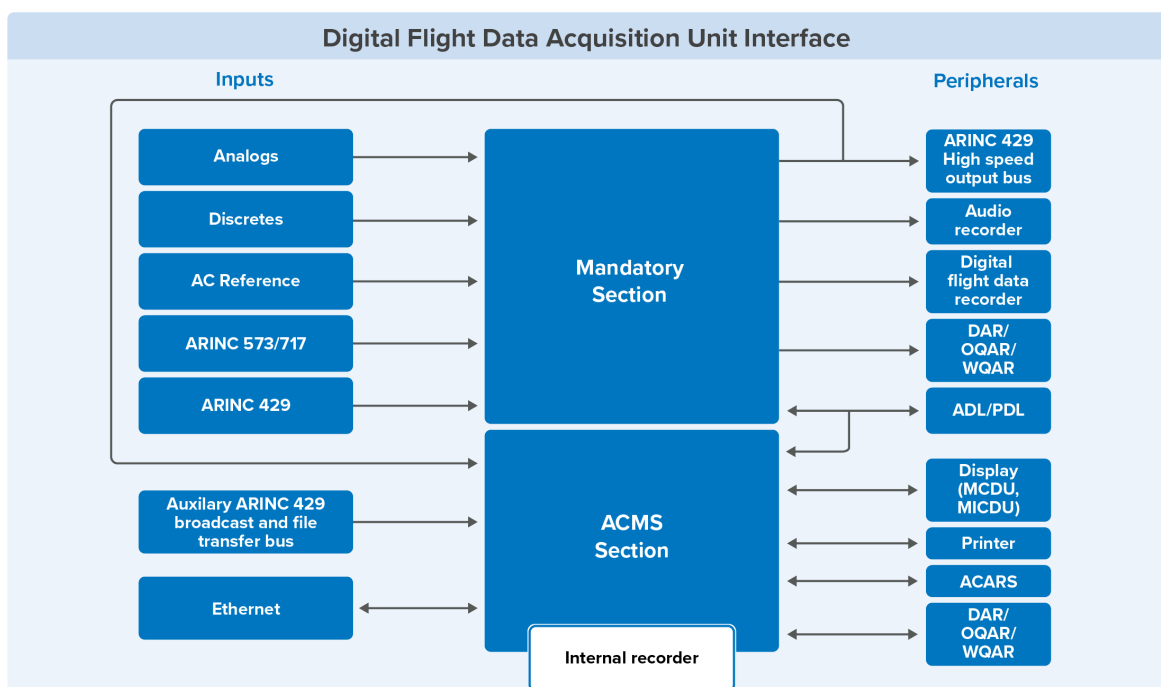 Digital Flight Data Acquisition Unit Interface
Inputs
Peripherals
Analogs
Discretes
AC Reference
ARINC 573/717
ARINC 429
Auxilary ARINC 429
broadcast and file
transfer bus
Ethernet
Mandatory
Section
ACMS
Section
Internal recorder
ARINC 429
High speed
output bus
Audio
recorder
Digital
flight data
recorder
DAR/
OQAR/
WQAR
ADL/PDL
Display
(MCDU,
MICDU)
Printer
ACARS
DAR/
OQAR/
WQAR